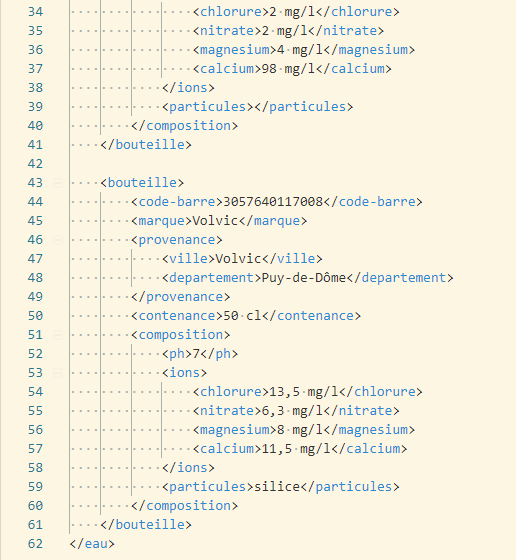 34                 <chlorure>2 mg/l</chlorure>
35                 <nitrate>2 mg/l</nitrate>
36                 <magnesium>4 mg/l</magnesium>
37                 <calcium>98 mg/l</calcium>
38             </ions>
39             <particules></particules>
40         </composition>
41     </bouteille>
42
43     <bouteille>
44         <code-barre>3057640117008</code-barre>
45         <marque>Volvic</marque>
46         <provenance>
47             <ville>Volvic</ville>
48             <departement>Puy-de-Dôme</departement>
49         </provenance>
50         <contenance>50 cl</contenance>
51         <composition>
52             <ph>7</ph>
53             <ions>
54                 <chlorure>13,5 mg/l</chlorure>
55                 <nitrate>6,3 mg/l</nitrate>
56                 <magnesium>8 mg/l</magnesium>
57                 <calcium>11,5 mg/l</calcium>
58             </ions>
59             <particules>silice</particules>
60         </composition>
61     </bouteille>
62 </eau>